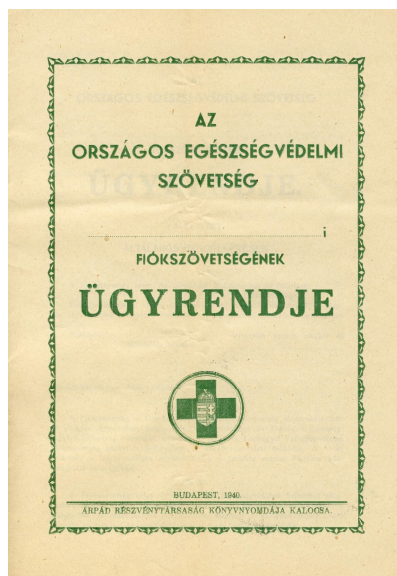 AZ
ORSZÁGOS EGÉSZSÉGVÉDELMI
SZÖVETSÉG
i
FIÓKSZÖVETSÉGÉNEK
ÜGYRENDJE
BUDAPEST, 1940.
ÁRPÁD RÉSZVÉNYTÁRSASÁG KÖNYVNYOMDÁJA KALOCSA.